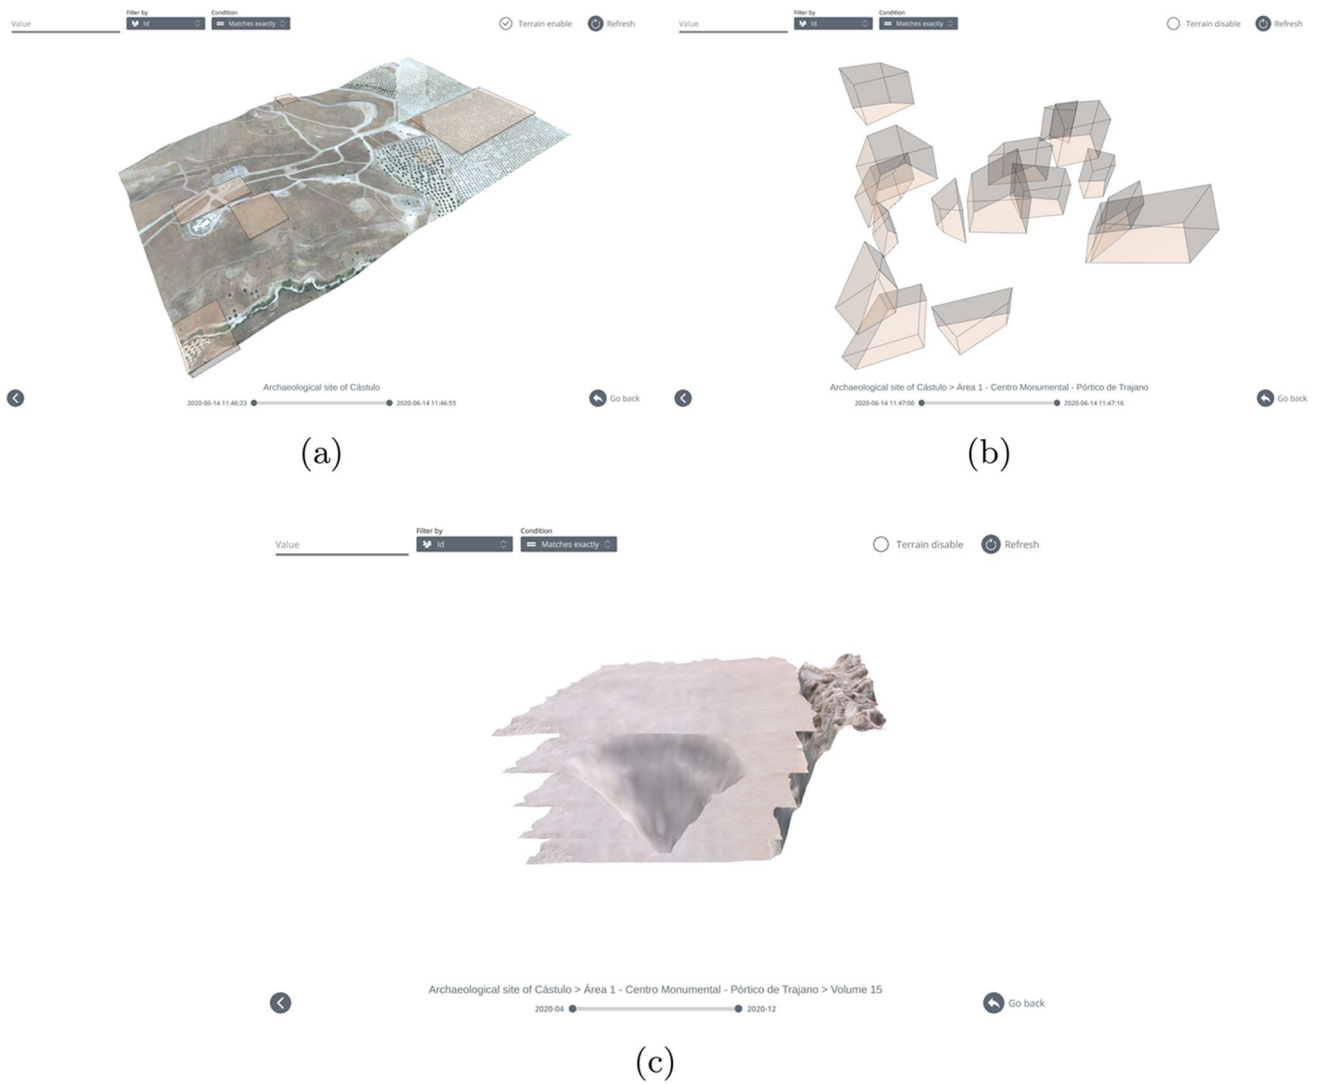 Value
Filter by
Id
Condition
Matches exactly
Terrain enable
Refresh
Archaeological site of Cástulo
2020-06-14 11:46:23
2020-06-14 11:46:55
Go back
(a)
Value
Filter by
Id
Condition
Matches exactly
Terrain disable
Refresh
Archaeological site of Cástulo > Área 1 - Centro Monumental - Pórtico de Trajano
2020-06-14 11:47:00
2020-06-14 11:47:16
Go back
(b)
Value
Filter by
Id
Condition
Matches exactly
Terrain disable
Refresh
Archaeological site of Cástulo > Área 1 - Centro Monumental - Pórtico de Trajano > Volume 15
2020-04
2020-12
Go back
(c)